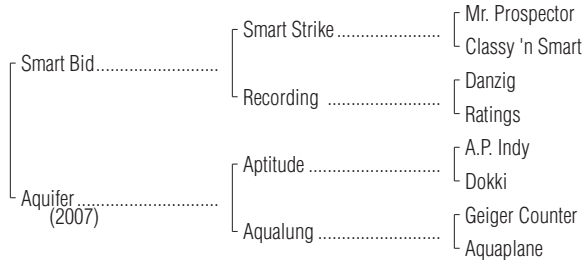 Mr. Prospector
Smart Strike
Classy 'n Smart
Smart Bid
Danzig
Recording
Ratings
A.P. Indy
Aptitude
Dokki
Aquifer
(2007)
Geiger Counter
Aqualung
Aquaplane